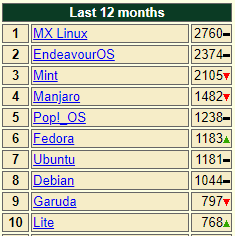 Last 12 months
1 MX Linux 2760
2 EndeavourOS 2374
3 Mint 2105
4 Manjaro 1482
5 Pop!_OS 1238
6 Fedora 1183
7 Ubuntu 1181
8 Debian 1044
9 Garuda 797
10 Lite 768